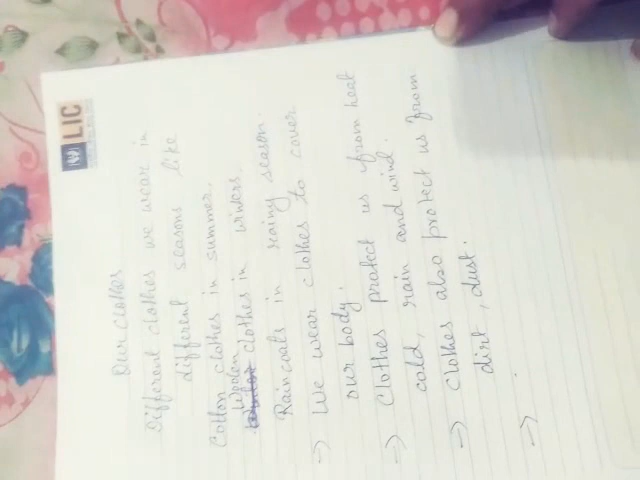 LIC
Our Clothes
Different clothes we wear in
different seasons like
Cotton clothes in summer.
Woolen
clothes in winters.
Raincoats in rainy season.
→ We wear clothes to cover
our body.
→ Clothes protect us from heat
cold, rain and wind.
→ Clothes also protect us from
dirt, dust.
→ .